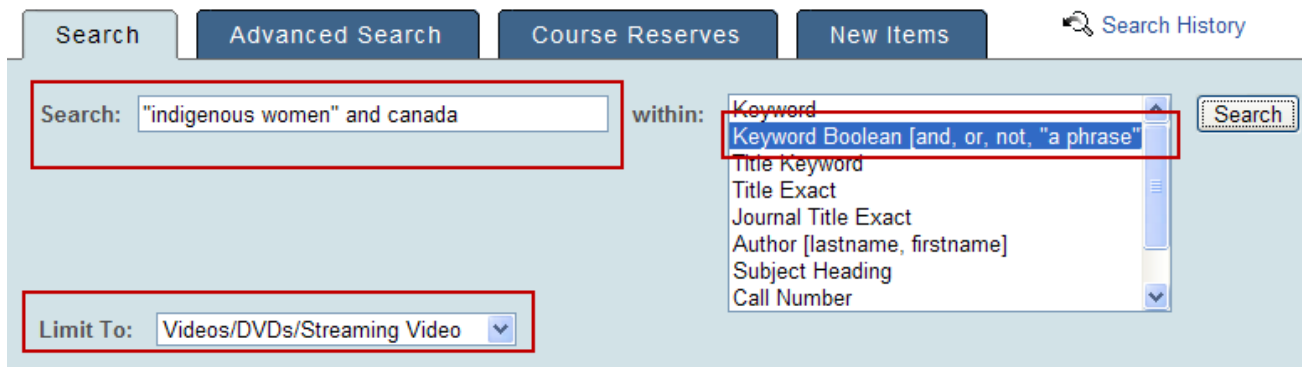 Search Advanced Search Course Reserves New Items Search History
Search: "indigenous women" and canada within: Keyword Search
Keyword Boolean [and, or, not, "a phrase"
Title Keyword
Title Exact
Journal Title Exact
Author [lastname, firstname]
Subject Heading
Call Number
Limit To: Videos/DVDs/Streaming Video